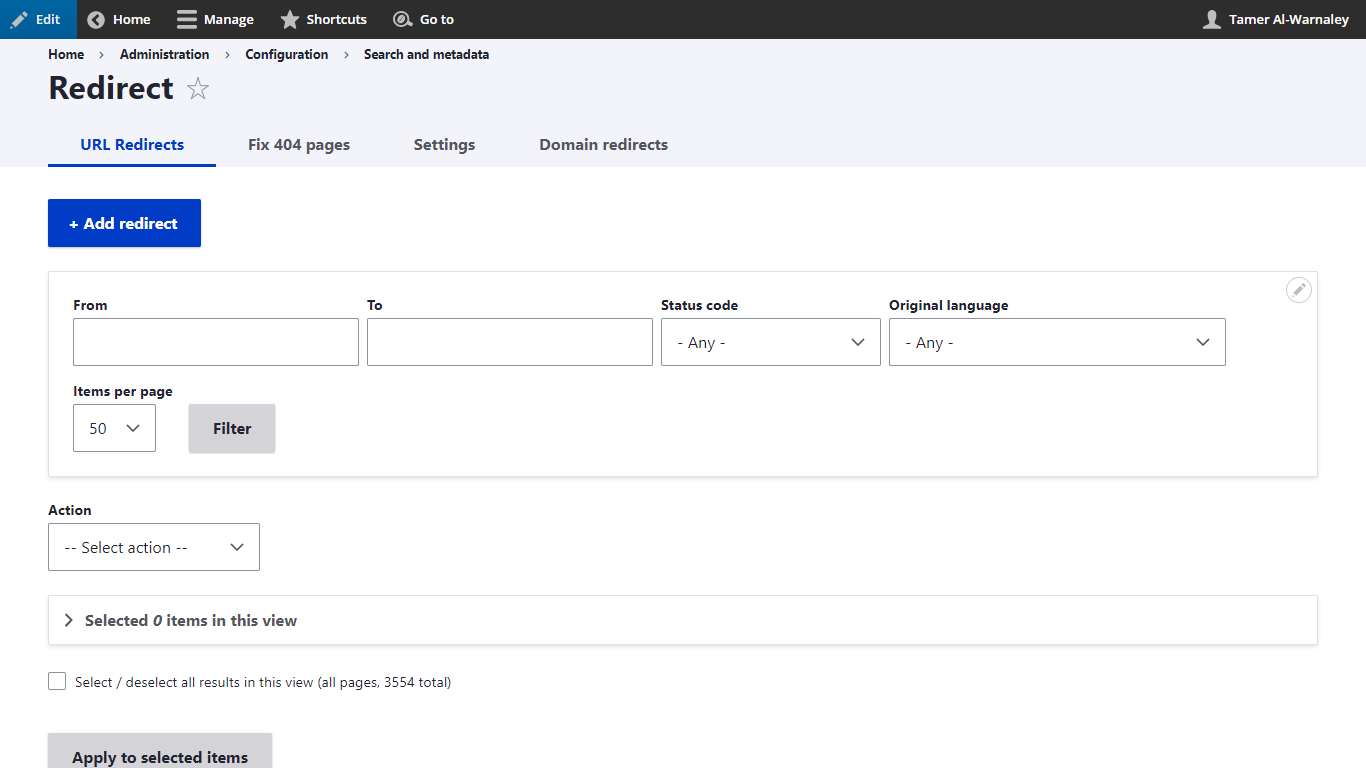 Edit Home Manage Shortcuts Go to Tamer Al-Warnaley
Home › Administration › Configuration › Search and metadata
Redirect
URL Redirects Fix 404 pages Settings Domain redirects
+ Add redirect
From To Status code Original language
- Any - - Any -
Items per page
50 Filter
Action
-- Select action --
Selected 0 items in this view
Select / deselect all results in this view (all pages, 3554 total)
Apply to selected items